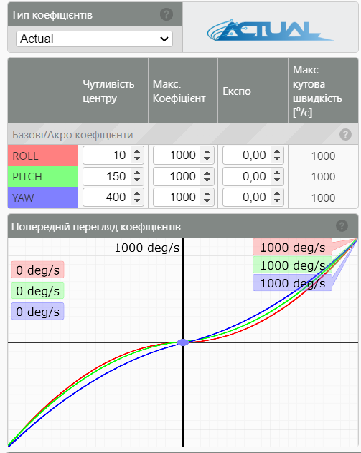 Тип коефіцієнтів
Actual
ACTUAL
Чутливість центру
Макс. Коефіцієнт
Експо
Макс кутова швидкість [º/с]
Базові/Акро коефіцієнти
ROLL 10 1000 0,00 1000
PITCH 150 1000 0,00 1000
YAW 400 1000 0,00 1000
Попередній перегляд коефіцієнтів
1000 deg/s 1000 deg/s
0 deg/s 1000 deg/s
0 deg/s 1000 deg/s
0 deg/s